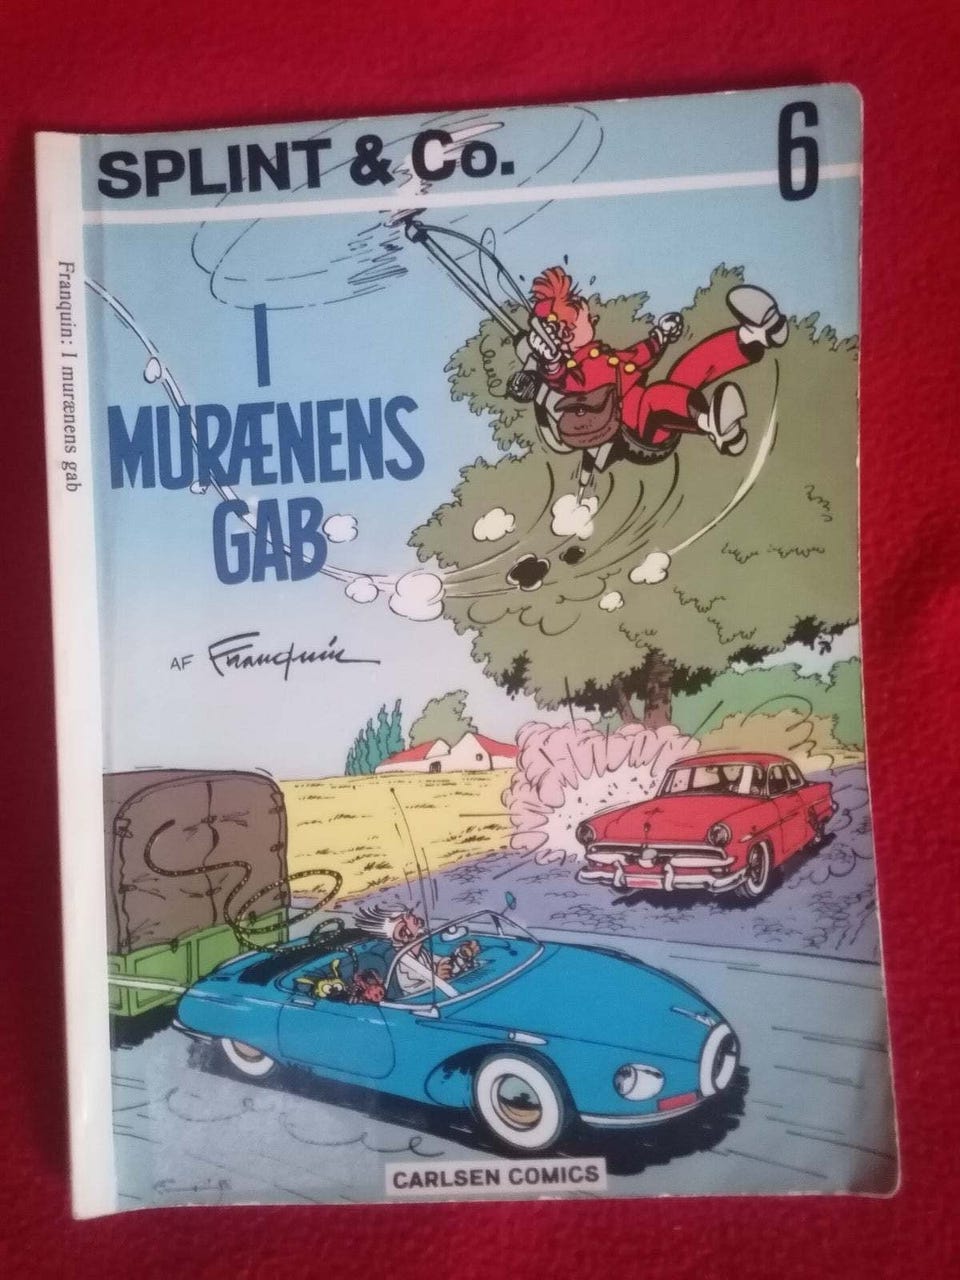 SPLINT & Co.
6
I
MURÆNENS
GAB
AF Franquin
Franquin: I murænens gab
CARLSEN COMICS